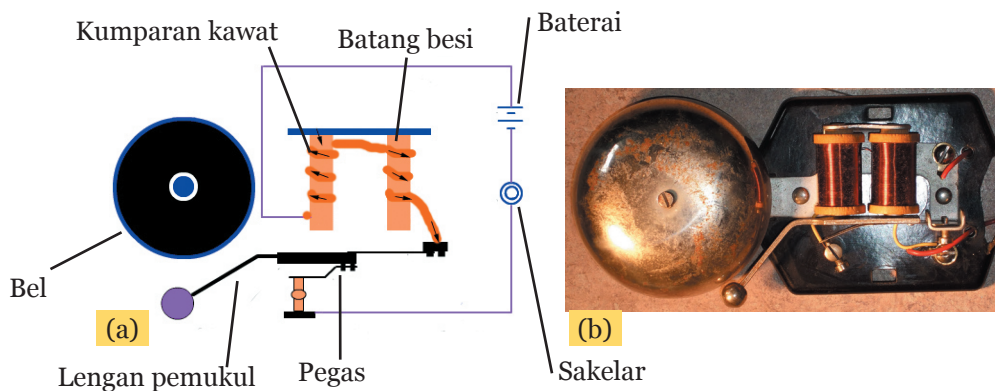 Kumparan kawat
Batang besi
Baterai
Bel
(a)
(b)
Lengan pemukul
Pegas
Sakelar